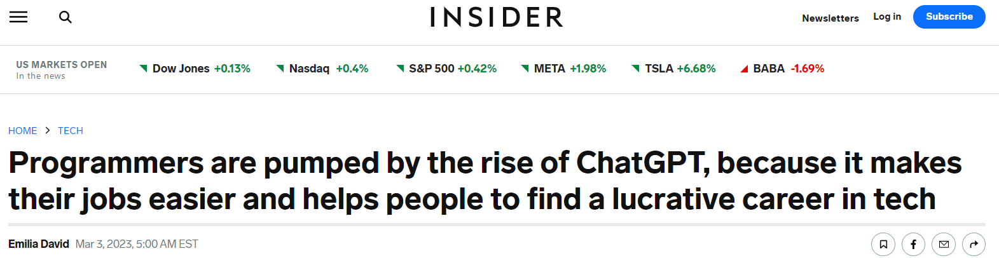 INSIDER
Newsletters Log in Subscribe
US MARKETS OPEN
In the news
Dow Jones +0.13% Nasdaq +0.4% S&P 500 +0.42% META +1.98% TSLA +6.68% BABA -1.69%
HOME > TECH
Programmers are pumped by the rise of ChatGPT, because it makes
their jobs easier and helps people to find a lucrative career in tech
Emilia David Mar 3, 2023, 5:00 AM EST